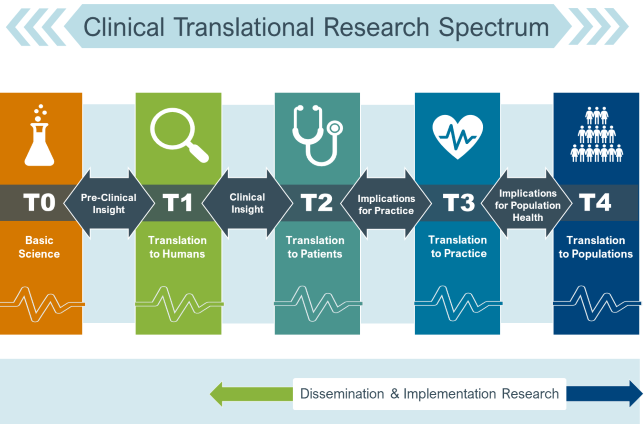 Clinical Translational Research Spectrum
T0
Pre-Clinical
Insight
T1
Clinical
Insight
T2
Implications
for Practice
T3
Implications
for Population
Health
T4
Basic
Science
Translation
to Humans
Translation
to Patients
Translation
to Practice
Translation
to Populations
Dissemination & Implementation Research